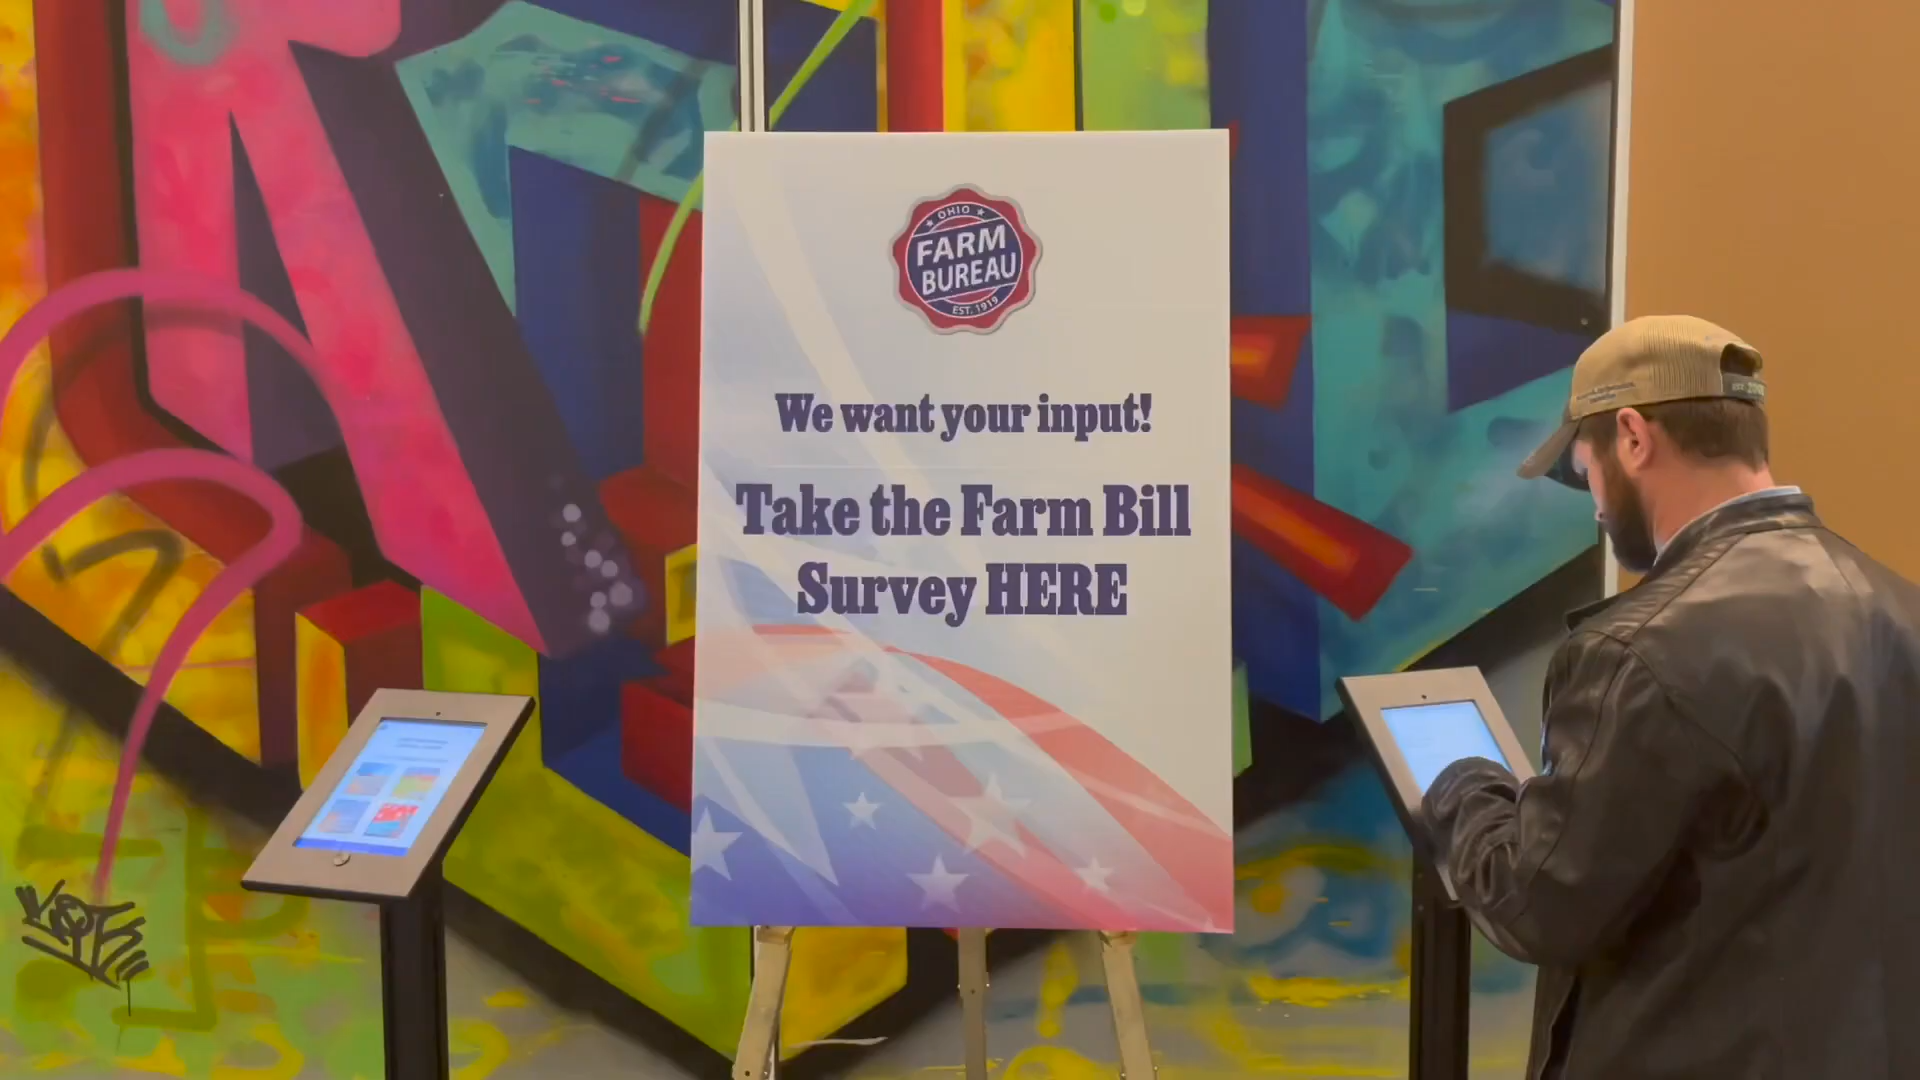 OHIO
FARM
BUREAU
EST. 1919
We want your input!
Take the Farm Bill
Survey HERE